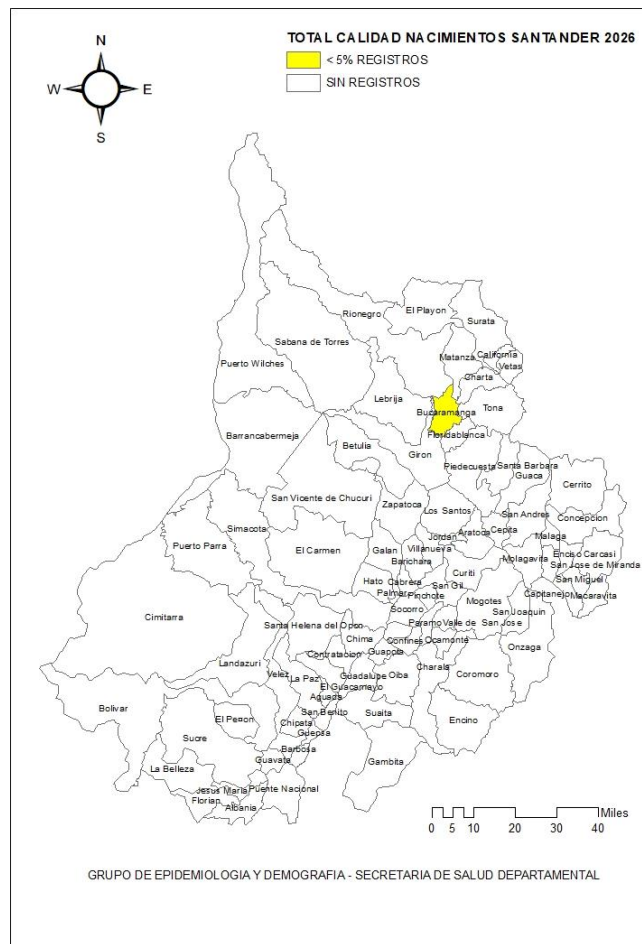 TOTAL CALIDAD NACIMIENTOS SANTANDER 2026
< 5% REGISTROS
SIN REGISTROS
N
W
E
S
El Playon
Rionegro
Surata
Sabana de Torres
Matanza
California
Vetas
Puerto Wilches
Charta
Lebrija
Tona
Bucaramanga
Barrancabermeja
Floridablanca
Betulia
Giron
Piedecuesta
Santa Barbara
Guaca
Cerrito
San Vicente de Chucuri
Zapatoca
Los Santos
San Andres
Concepcion
Simacota
Cepita
Aratoca
Malaga
Jordan
Puerto Parra
El Carmen
Galan
Villanueva
Enciso
Carcasi
Barichara
Molagavita
San Jose de Miranda
Curiti
Hato
Cabrera
San Gil
San Miguel
Palmar
Pinchote
Capitanejo
Macaravita
Mogotes
Socorro
San Joaquin
Cimitarra
Paramo
Valle de San Jose
Santa Helena del Opon
Chima
Confines
Ocamonte
Onzaga
Contratacion
Guapota
Landazuri
Charala
Velez
La Paz
Guadalupe
Oiba
Coromoro
El Guacamayo
Aguada
Bolivar
San Benito
Suaita
El Peñon
Chipata
Encino
Guepsa
Sucre
Barbosa
Guavata
Gambita
La Belleza
Jesus Maria
Puente Nacional
Florian
Albania
Miles
0 5 10 20 30 40
GRUPO DE EPIDEMIOLOGIA Y DEMOGRAFIA - SECRETARIA DE SALUD DEPARTAMENTAL